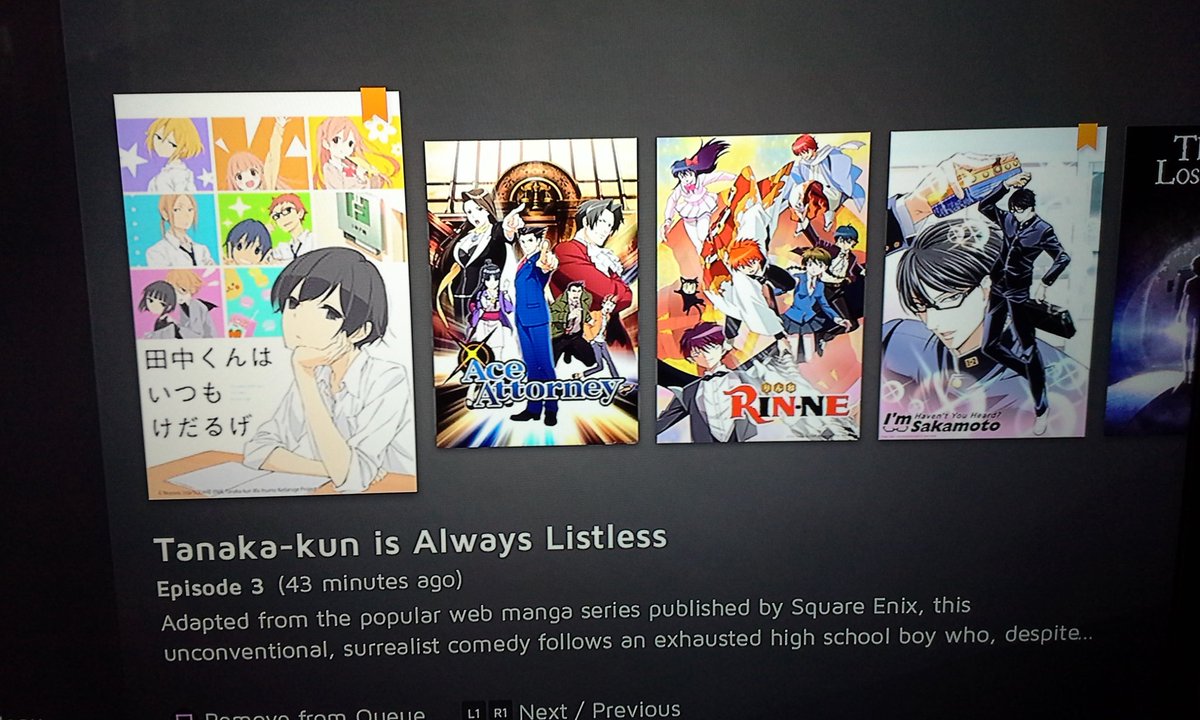 田中くんは
いつも
けだるげ
Ace
Attorney
りんね
RIN-NE
Haven't You Heard?
I'm
Sakamoto
Tanaka-kun is Always Listless
Episode 3 (43 minutes ago)
Adapted from the popular web manga series published by Square Enix, this
unconventional, surrealist comedy follows an exhausted high school boy who, despite...
Remove from Queue L1 R1 Next / Previous